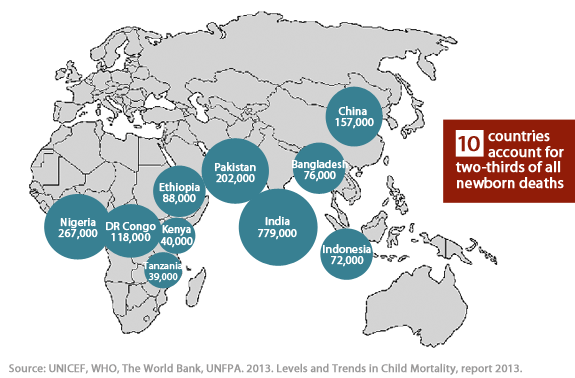 China
157,000
10 countries
account for
two-thirds of all
newborn deaths
Pakistan
202,000
Bangladesh
76,000
Ethiopia
88,000
Nigeria
267,000
DR Congo
118,000
Kenya
40,000
India
779,000
Indonesia
72,000
Tanzania
39,000
Source: UNICEF, WHO, The World Bank, UNFPA. 2013. Levels and Trends in Child Mortality, report 2013.